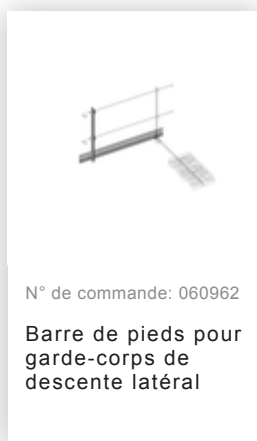 N° de commande: 060962
Barre de pieds pour
garde-corps de
descente latéral